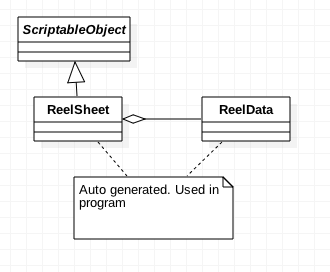 ScriptableObject
ReelSheet
ReelData
Auto generated. Used in
program